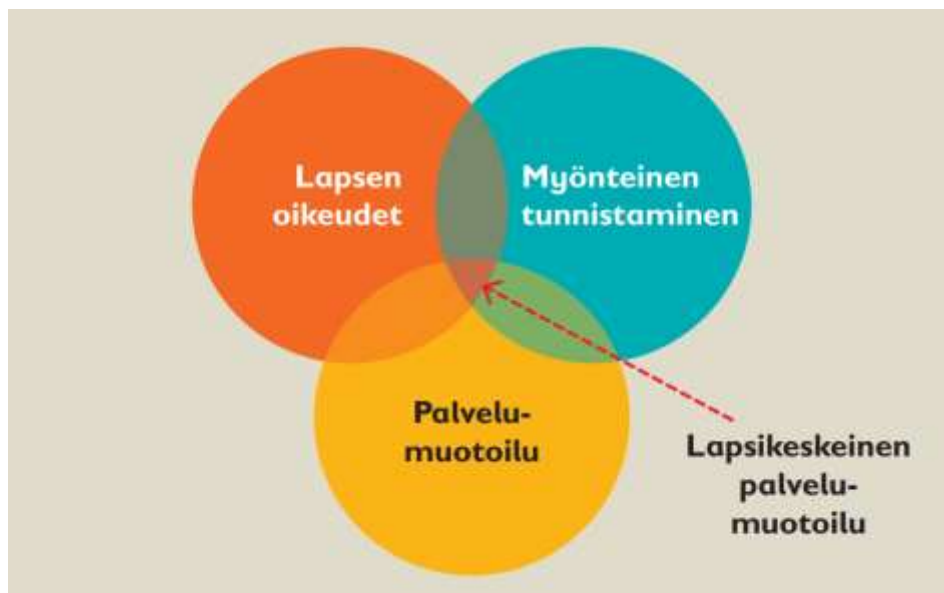 Lapsen
oikeudet
Myönteinen
tunnistaminen
Palvelu-
muotoilu
Lapsikeskeinen
palvelu-
muotoilu